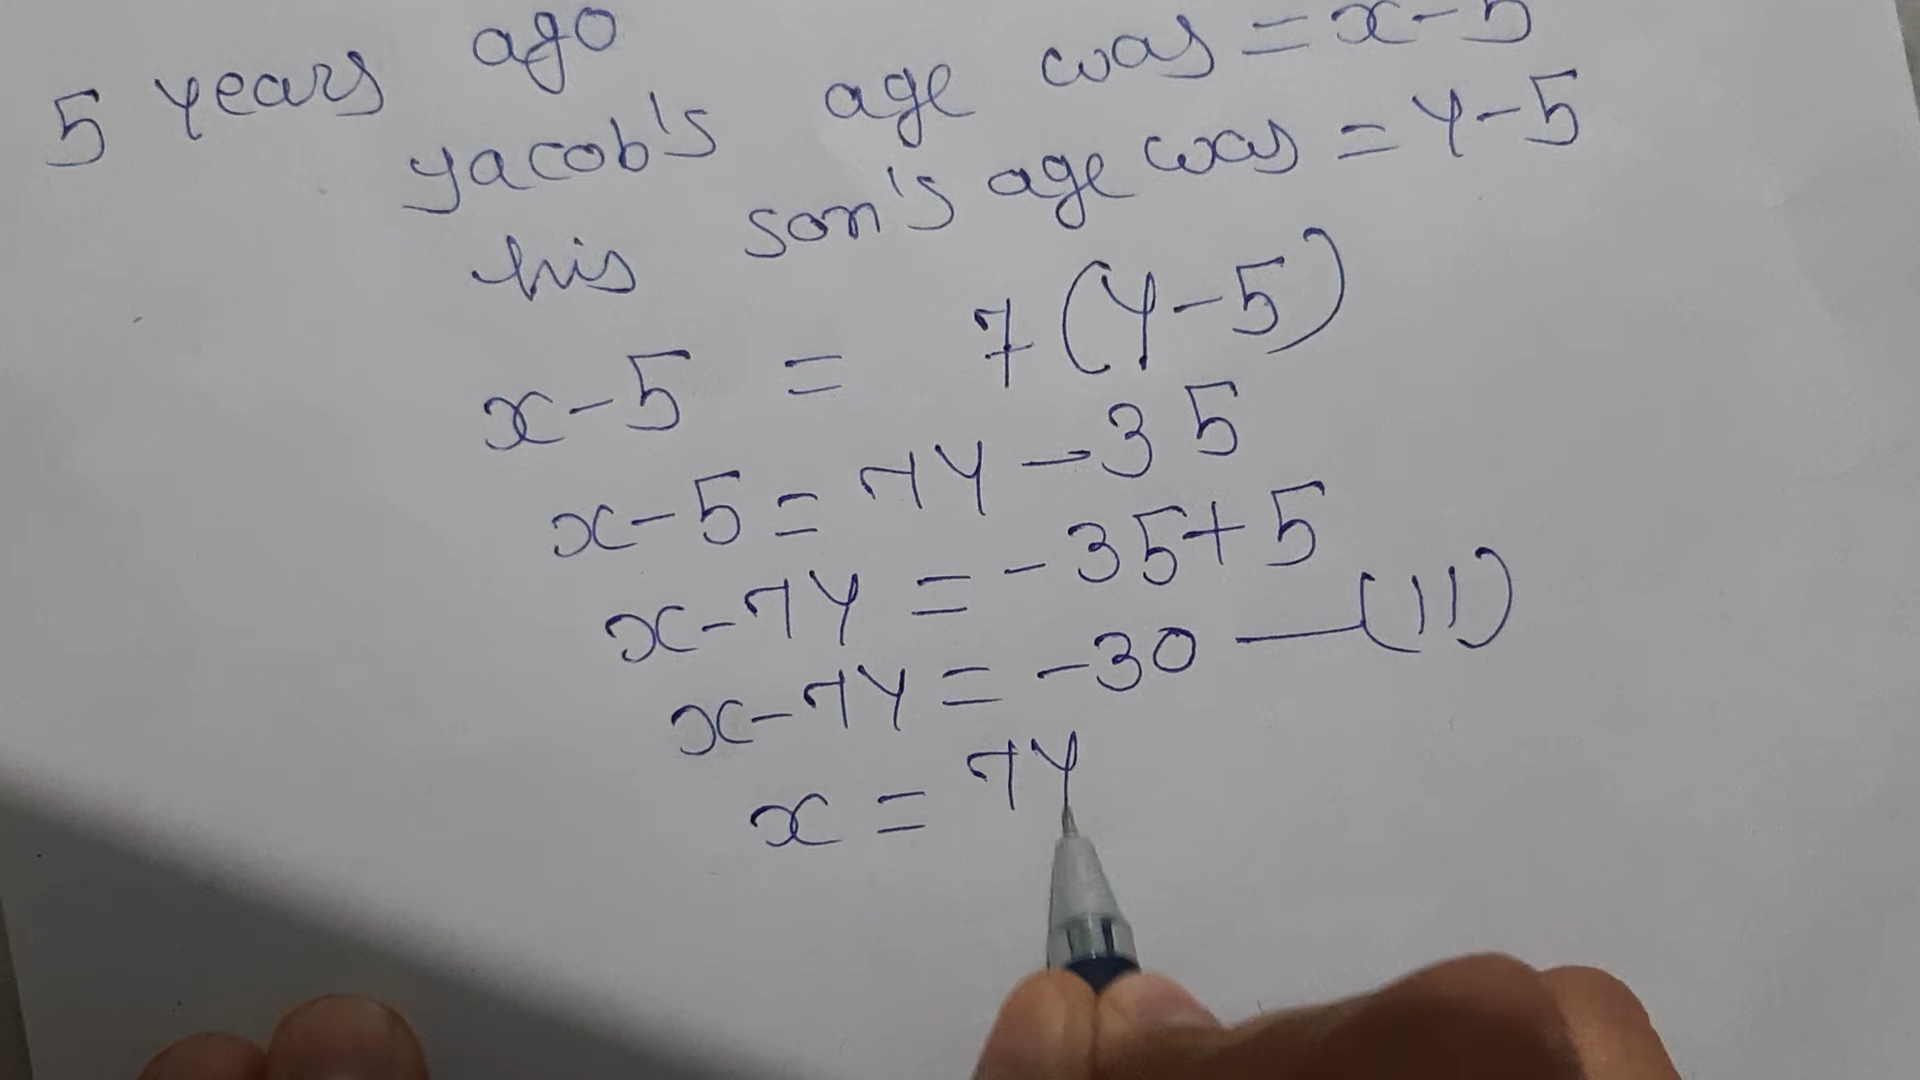 5 years ago
yacob's age was = x-5
his son's age was = y-5
x-5 = 7(y-5)
x-5 = 7y-35
x-7y = -35+5
x-7y = -30 —(11)
x = 7y